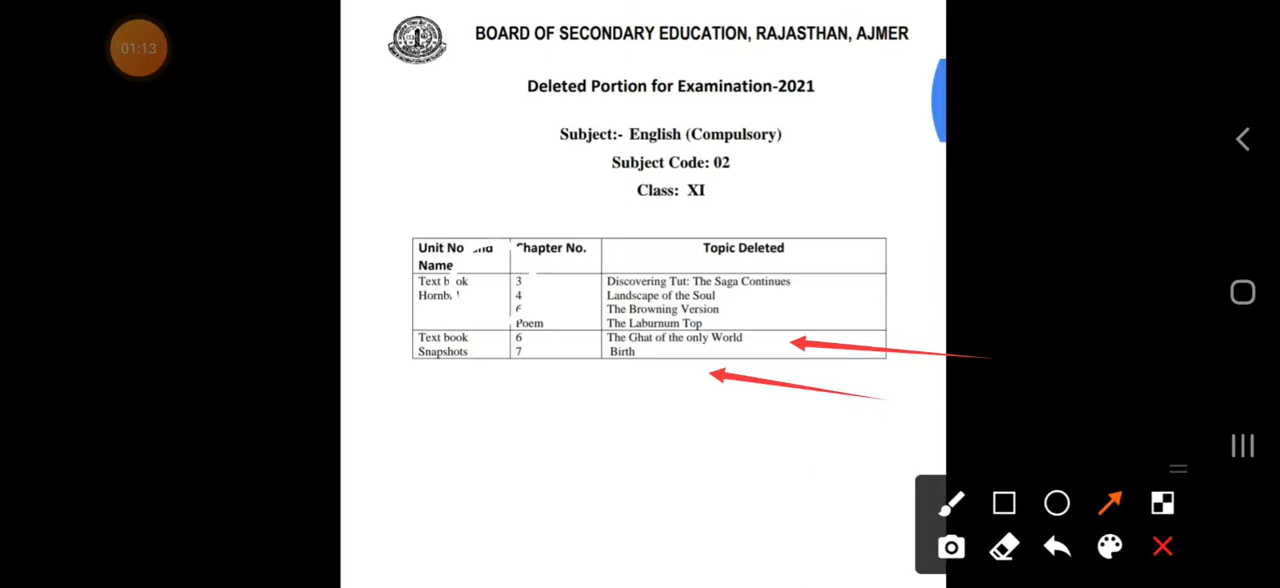 01:13
BOARD OF SECONDARY EDUCATION, RAJASTHAN, AJMER
Deleted Portion for Examination-2021
Subject:- English (Compulsory)
Subject Code: 02
Class: XI
Unit No Chapter No. Topic Deleted
Name
Text book 3 Discovering Tut: The Saga Continues
4 Landscape of the Soul
The Browning Version
Poem The Laburnum Top
Text book 6 The Ghat of the only World
Snapshots 7 Birth